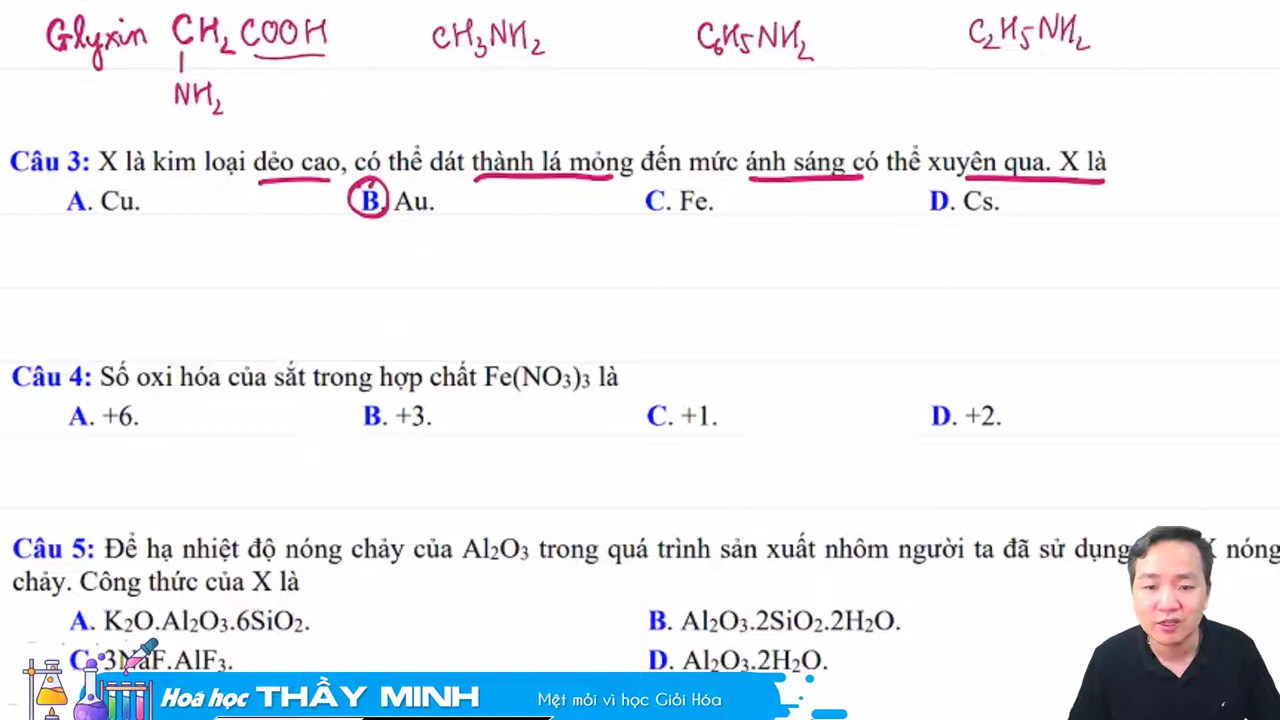 Glyxin CH2COOH CH3NH2 C6H5NH2 C2H5NH2
NH2
Câu 3: X là kim loại dẻo cao, có thể dát thành lá mỏng đến mức ánh sáng có thể xuyên qua. X là
A. Cu. B. Au. C. Fe. D. Cs.
Câu 4: Số oxi hóa của sắt trong hợp chất Fe(NO3)3 là
A. +6. B. +3. C. +1. D. +2.
Câu 5: Để hạ nhiệt độ nóng chảy của Al2O3 trong quá trình sản xuất nhôm người ta đã sử dụng X nóng
chảy. Công thức của X là
A. K2O.Al2O3.6SiO2. B. Al2O3.2SiO2.2H2O.
C. 3NaF.AlF3. D. Al2O3.2H2O.
Hoá học THẦY MINH Mệt mỏi vì học Giỏi Hóa